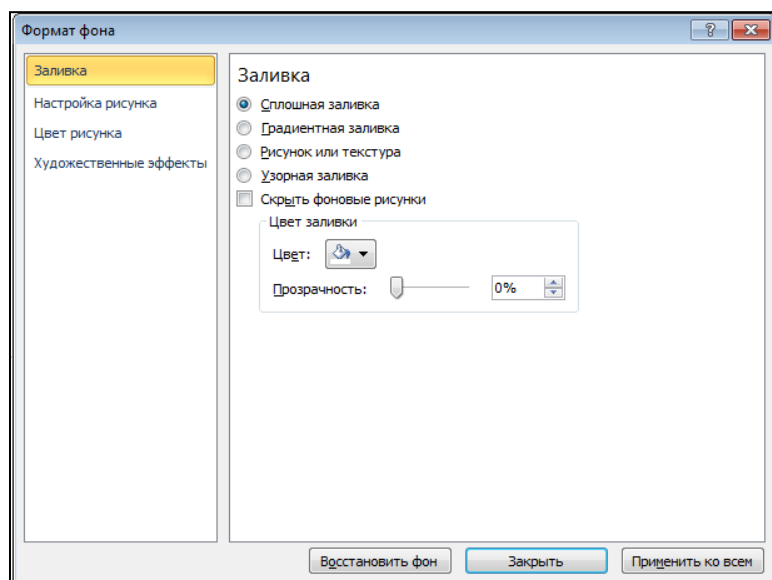 Формат фона
Заливка
Настройка рисунка
Цвет рисунка
Художественные эффекты
Заливка
Сплошная заливка
Градиентная заливка
Рисунок или текстура
Узорная заливка
Скрыть фоновые рисунки
Цвет заливки
Цвет:
Прозрачность: 0%
Восстановить фон Закрыть Применить ко всем